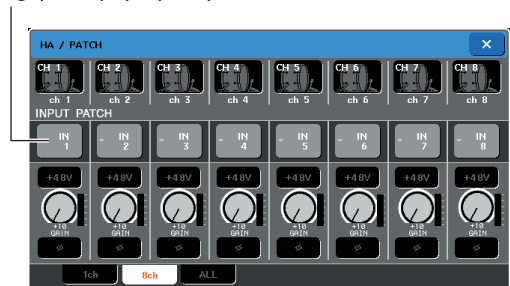 HA / PATCH ×
CH 1 CH 2 CH 3 CH 4 CH 5 CH 6 CH 7 CH 8
ch 1 ch 2 ch 3 ch 4 ch 5 ch 6 ch 7 ch 8
INPUT PATCH
IN IN IN IN IN IN IN IN
1 2 3 4 5 6 7 8
+48V +48V +48V +48V +48V +48V +48V +48V
+10 +10 +10 +10 +10 +10 +10 +10
GAIN GAIN GAIN GAIN GAIN GAIN GAIN GAIN
ø ø ø ø ø ø ø ø
1ch 8ch ALL